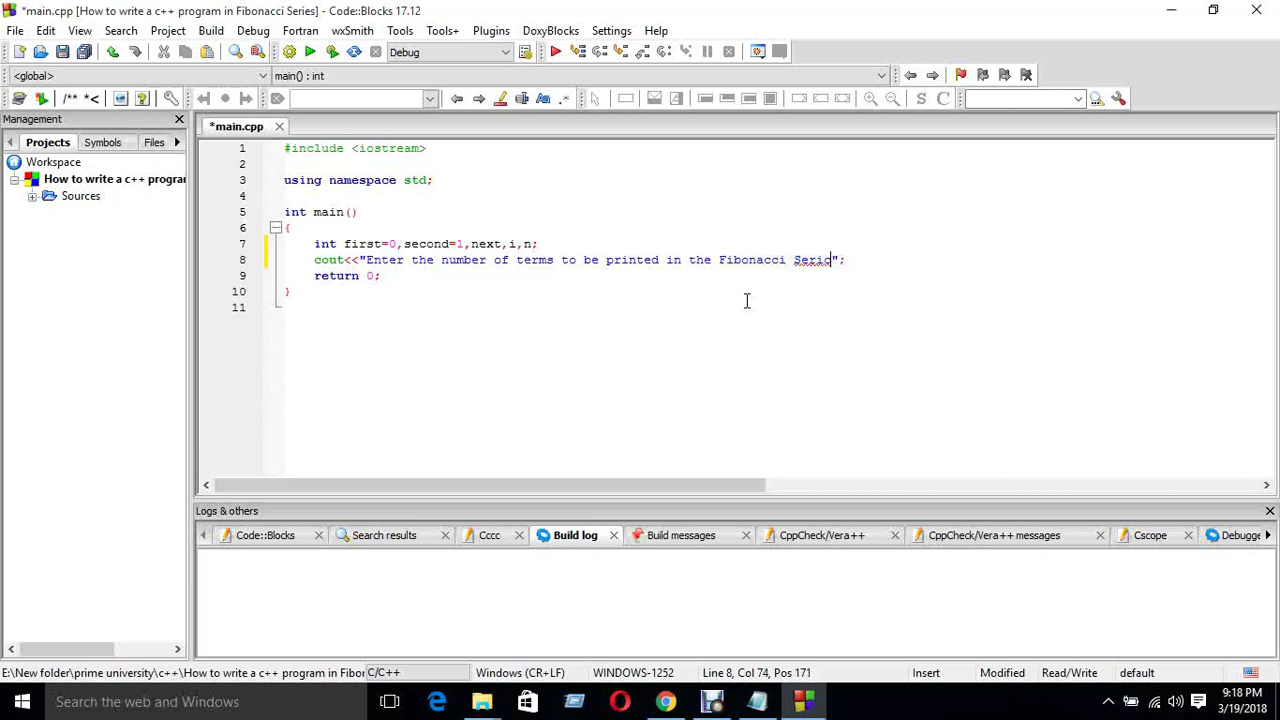 *main.cpp [How to write a c++ program in Fibonacci Series] - Code::Blocks 17.12
File Edit View Search Project Build Debug Fortran wxSmith Tools Tools+ Plugins DoxyBlocks Settings Help
Debug
<global> main() : int
/** *<
S C
Management
*main.cpp
Projects Symbols Files
Workspace
How to write a c++ progran
Sources
1 #include <iostream>
2
3 using namespace std;
4
5 int main()
6 {
7 int first=0,second=1,next,i,n;
8 cout<<"Enter the number of terms to be printed in the Fibonacci Seric";
9 return 0;
10 }
11
Logs & others
Code::Blocks Search results Cccc Build log Build messages CppCheck/Vera++ CppCheck/Vera++ messages Cscope Debugge
E:\New folder\prime university\c++\How to write a c++ program in Fibor C/C++ Windows (CR+LF) WINDOWS-1252 Line 8, Col 74, Pos 171 Insert Modified Read/Write default
Search the web and Windows
9:18 PM
3/19/2018